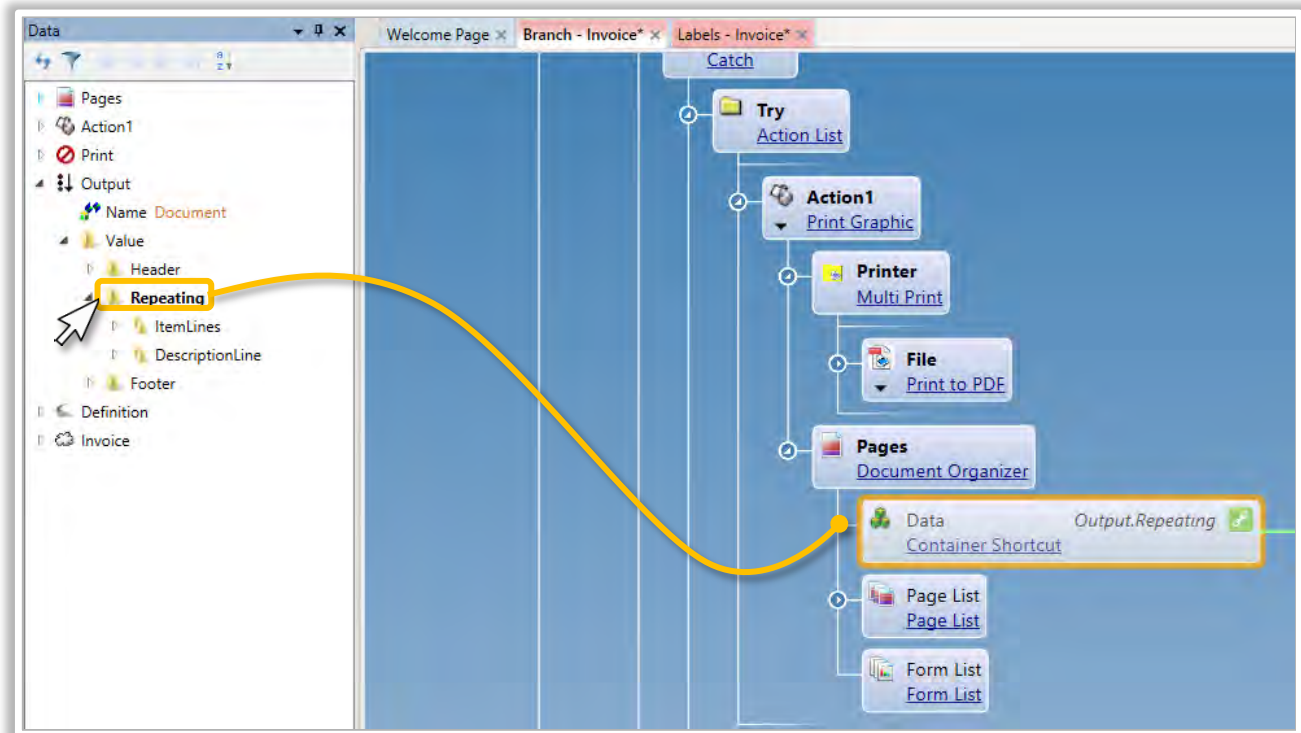 Data
Welcome Page
Branch - Invoice*
Labels - Invoice*
Pages
Action1
Print
Output
Name Document
Value
Header
Repeating
ItemLines
DescriptionLine
Footer
Definition
Invoice
Catch
Try
Action List
Action1
Print Graphic
Printer
Multi Print
File
Print to PDF
Pages
Document Organizer
Data Output.Repeating
Container Shortcut
Page List
Page List
Form List
Form List